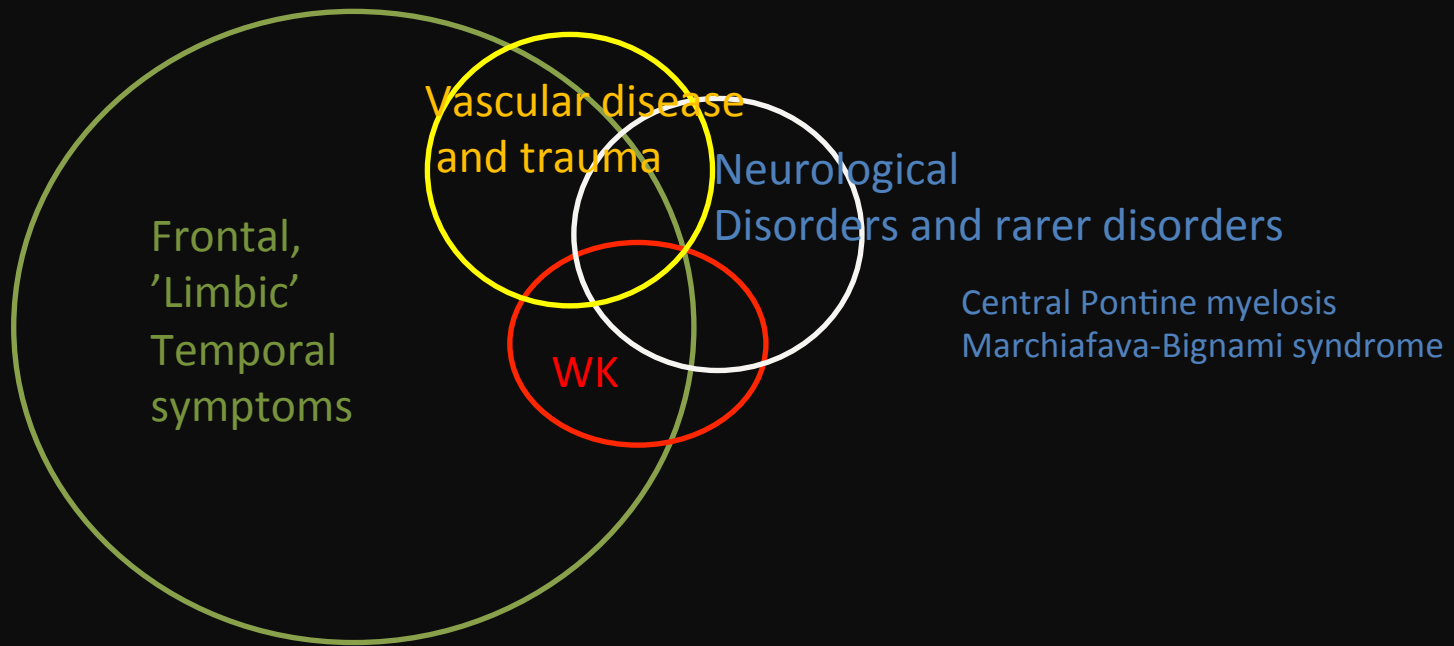 Vascular disease
and trauma
Neurological
Disorders and rarer disorders
Frontal,
’Limbic’
Temporal
symptoms
Central Pontine myelosis
Marchiafava-Bignami syndrome
WK